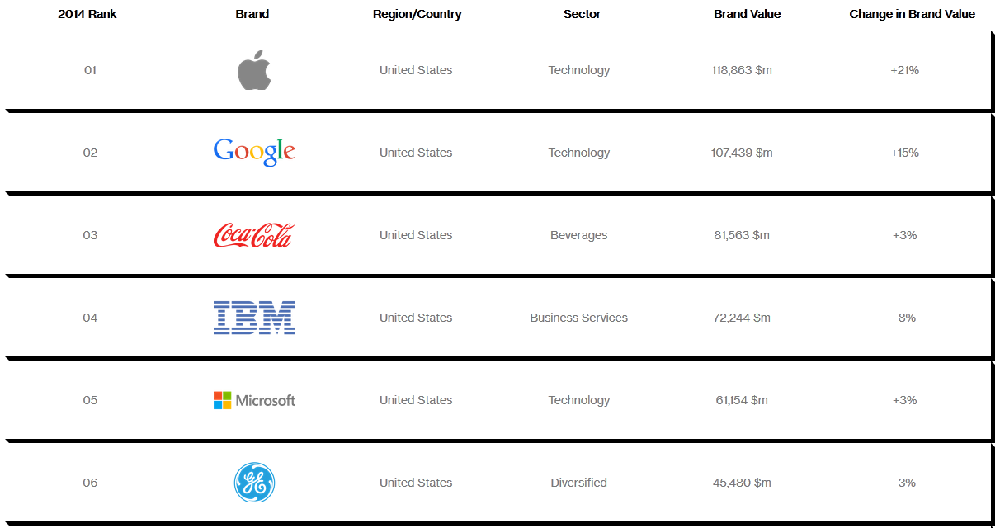 2014 Rank Brand Region/Country Sector Brand Value Change in Brand Value
01 United States Technology 118,863 $m +21%
02 Google United States Technology 107,439 $m +15%
03 Coca-Cola United States Beverages 81,563 $m +3%
04 IBM United States Business Services 72,244 $m -8%
05 Microsoft United States Technology 61,154 $m +3%
06 GE United States Diversified 45,480 $m -3%